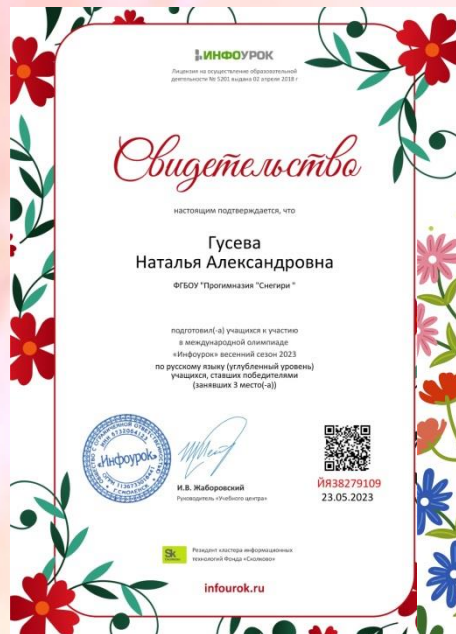 ИНФОУРОК
Лицензия на осуществление образовательной
деятельности № 5201 выдана 02 апреля 2018 г
Свидетельство
настоящим подтверждается, что
Гусева
Наталья Александровна
ФГБОУ "Прогимназия "Снегири "
подготовил(-а) учащихся к участию
в международной олимпиаде
«Инфоурок» весенний сезон 2023
по русскому языку (углубленный уровень)
учащихся, ставших победителями
(занявших 3 место(-а))
«Инфоурок»
И.В. Жаборовский
Руководитель «Учебного центра»
ЙЯ38279109
23.05.2023
Sk
Резидент кластера информационных
технологий Фонда «Сколково»
infourok.ru